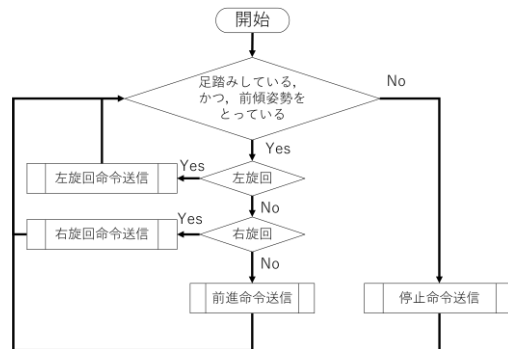 開始
足踏みしている，
かつ，前傾姿勢を
とっている
No
Yes
左旋回
Yes
左旋回命令送信
No
右旋回
Yes
右旋回命令送信
No
前進命令送信
停止命令送信